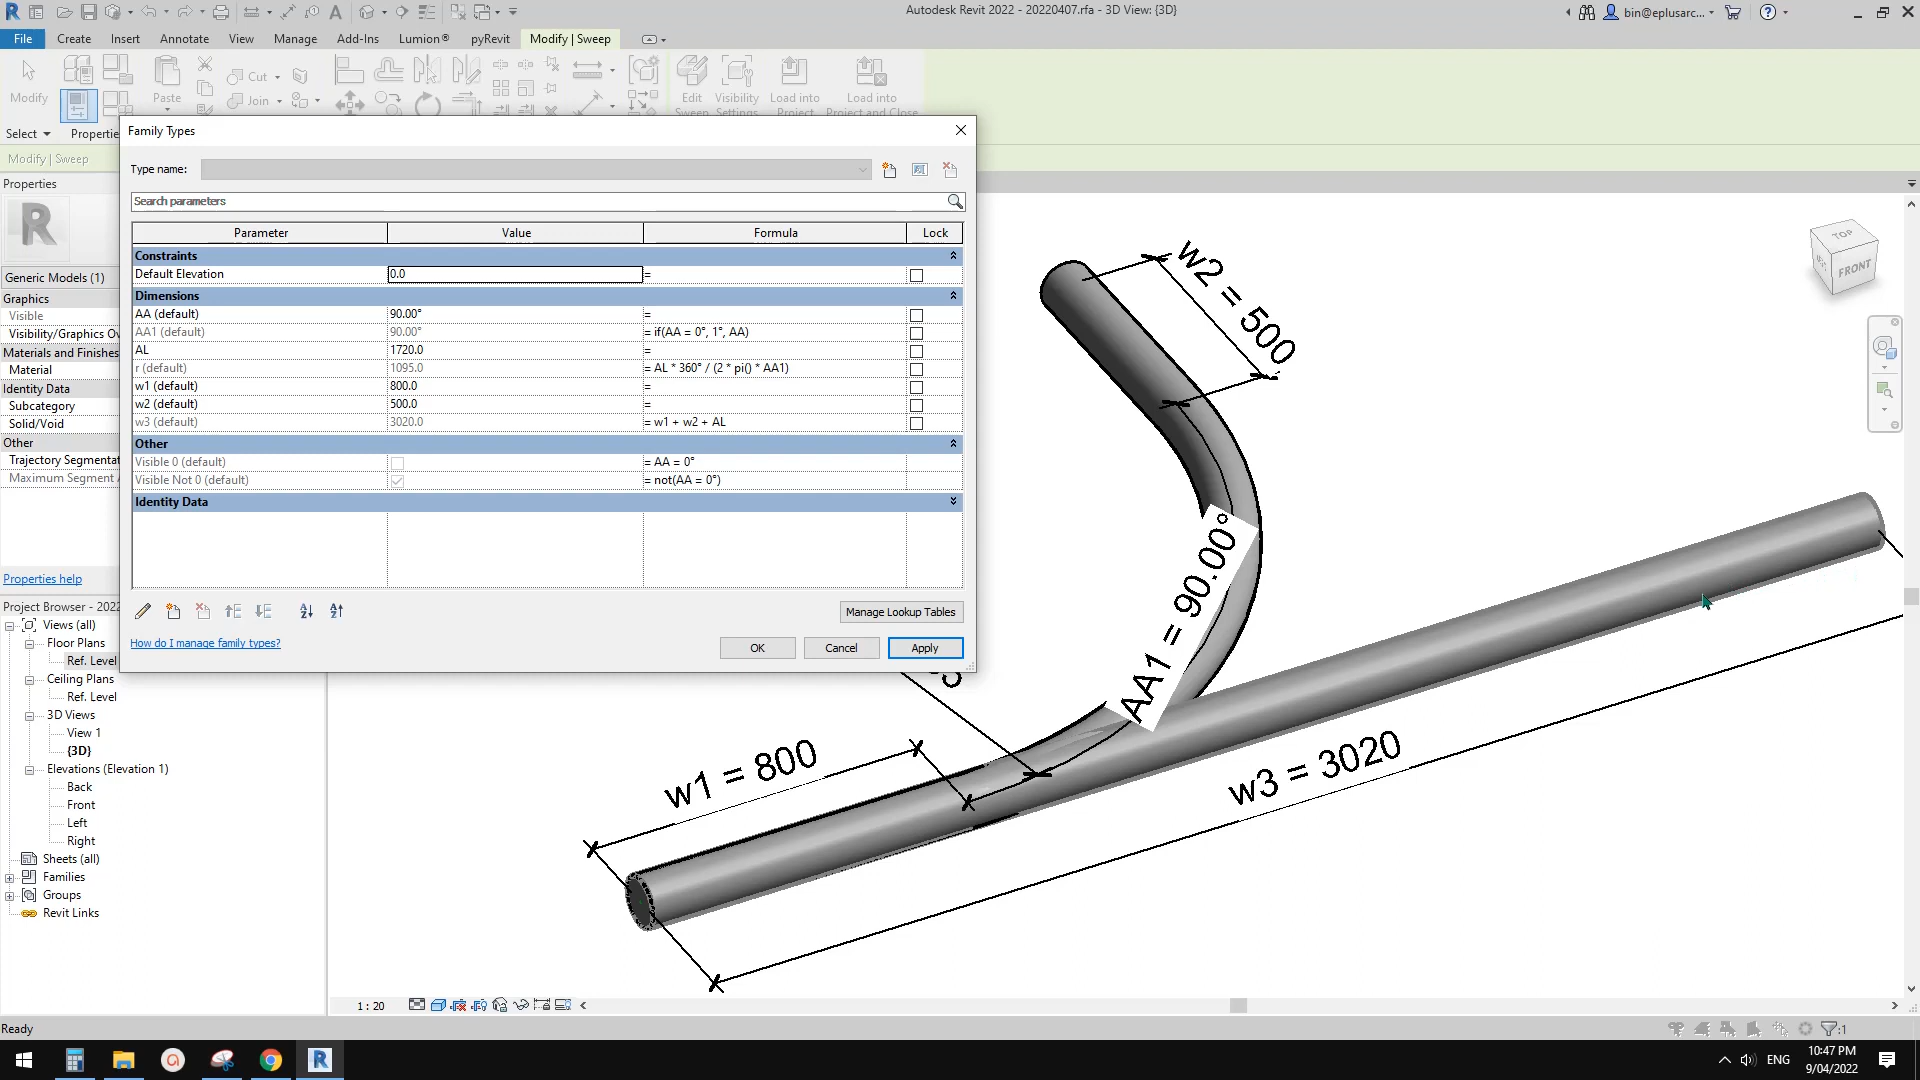 Autodesk Revit 2022 - 20220407.rfa - 3D View: {3D}
bin@eplusarc...
File Create Insert Annotate View Manage Add-Ins Lumion® pyRevit Modify | Sweep
Modify
Paste
Cut
Join
Edit
Sweep
Visibility
Settings
Load into
Project
Load into
Project and Close
Select
Properti
Modify | Sweep
Properties
Generic Models (1)
Graphics
Visible
Visibility/Graphics Ov
Materials and Finishes
Material
Identity Data
Subcategory
Solid/Void
Other
Trajectory Segmentat
Maximum Segment A
Properties help
Family Types
Type name:
Search parameters
Parameter Value Formula Lock
Constraints
Default Elevation 0.0 =
Dimensions
AA (default) 90.00° =
AA1 (default) 90.00° = if(AA = 0°, 1°, AA)
AL 1720.0 =
r (default) 1095.0 = AL * 360° / (2 * pi() * AA1)
w1 (default) 800.0 =
w2 (default) 500.0 =
w3 (default) 3020.0 = w1 + w2 + AL
Other
Visible 0 (default) = AA = 0°
Visible Not 0 (default) = not(AA = 0°)
Identity Data
Manage Lookup Tables
How do I manage family types?
OK Cancel Apply
Project Browser - 2022
Views (all)
Floor Plans
Ref. Level
Ceiling Plans
Ref. Level
3D Views
View 1
{3D}
Elevations (Elevation 1)
Back
Front
Left
Right
Sheets (all)
Families
Groups
Revit Links
w2 = 500
AA1 = 90.00°
w1 = 800
w3 = 3020
TOP
FRONT
1 : 20
Ready
:1
ENG
10:47 PM
9/04/2022